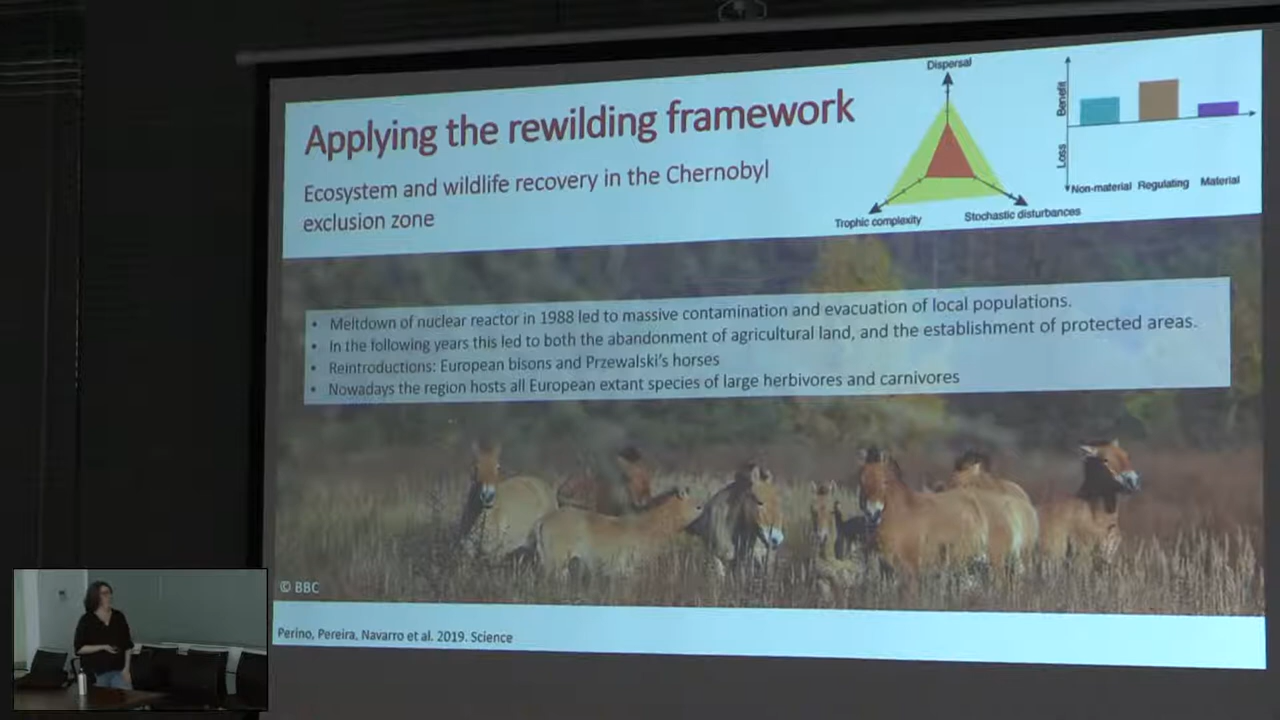 Applying the rewilding framework
Ecosystem and wildlife recovery in the Chernobyl
exclusion zone
Dispersal
Trophic complexity
Stochastic disturbances
Benefit
Loss
Non-material Regulating Material
• Meltdown of nuclear reactor in 1988 led to massive contamination and evacuation of local populations.
• In the following years this led to both the abandonment of agricultural land, and the establishment of protected areas.
• Reintroductions: European bisons and Przewalski's horses
• Nowadays the region hosts all European extant species of large herbivores and carnivores
© BBC
Perino, Pereira, Navarro et al. 2019. Science